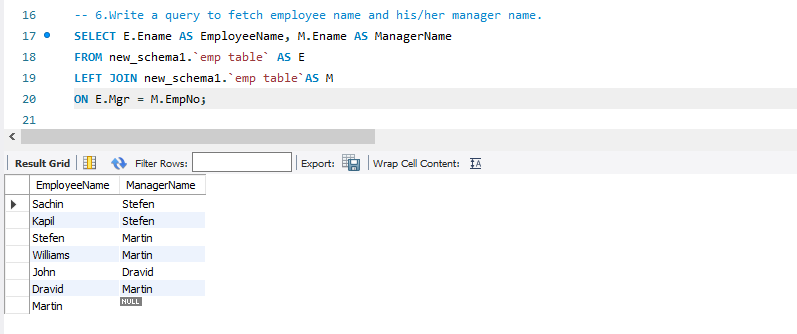 16 -- 6.Write a query to fetch employee name and his/her manager name.
17 SELECT E.Ename AS EmployeeName, M.Ename AS ManagerName
18 FROM new_schema1.`emp table` AS E
19 LEFT JOIN new_schema1.`emp table`AS M
20 ON E.Mgr = M.EmpNo;
21
Result Grid Filter Rows: Export: Wrap Cell Content: IA
EmployeeName ManagerName
Sachin Stefen
Kapil Stefen
Stefen Martin
Williams Martin
John Dravid
Dravid Martin
Martin NULL